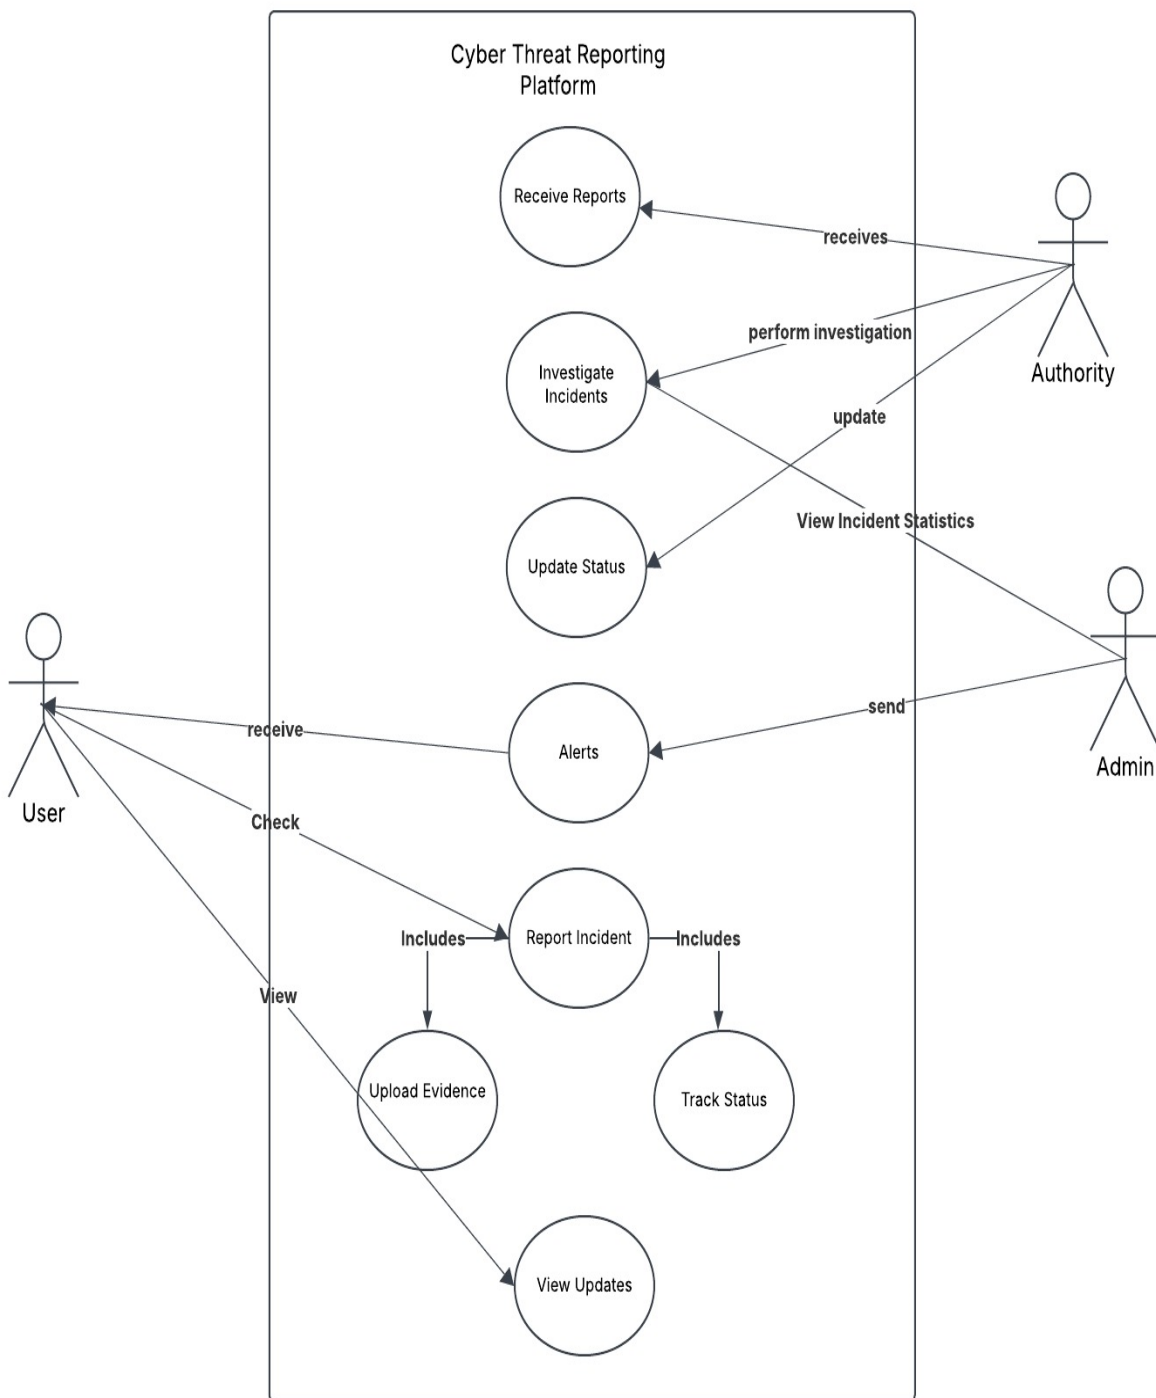 Cyber Threat Reporting
Platform
Receive Reports
receives
Authority
perform investigation
Investigate
Incidents
update
View Incident Statistics
Update Status
send
Admin
receive
Alerts
User
Check
Includes
Report Incident
Includes
View
Upload Evidence
Track Status
View Updates